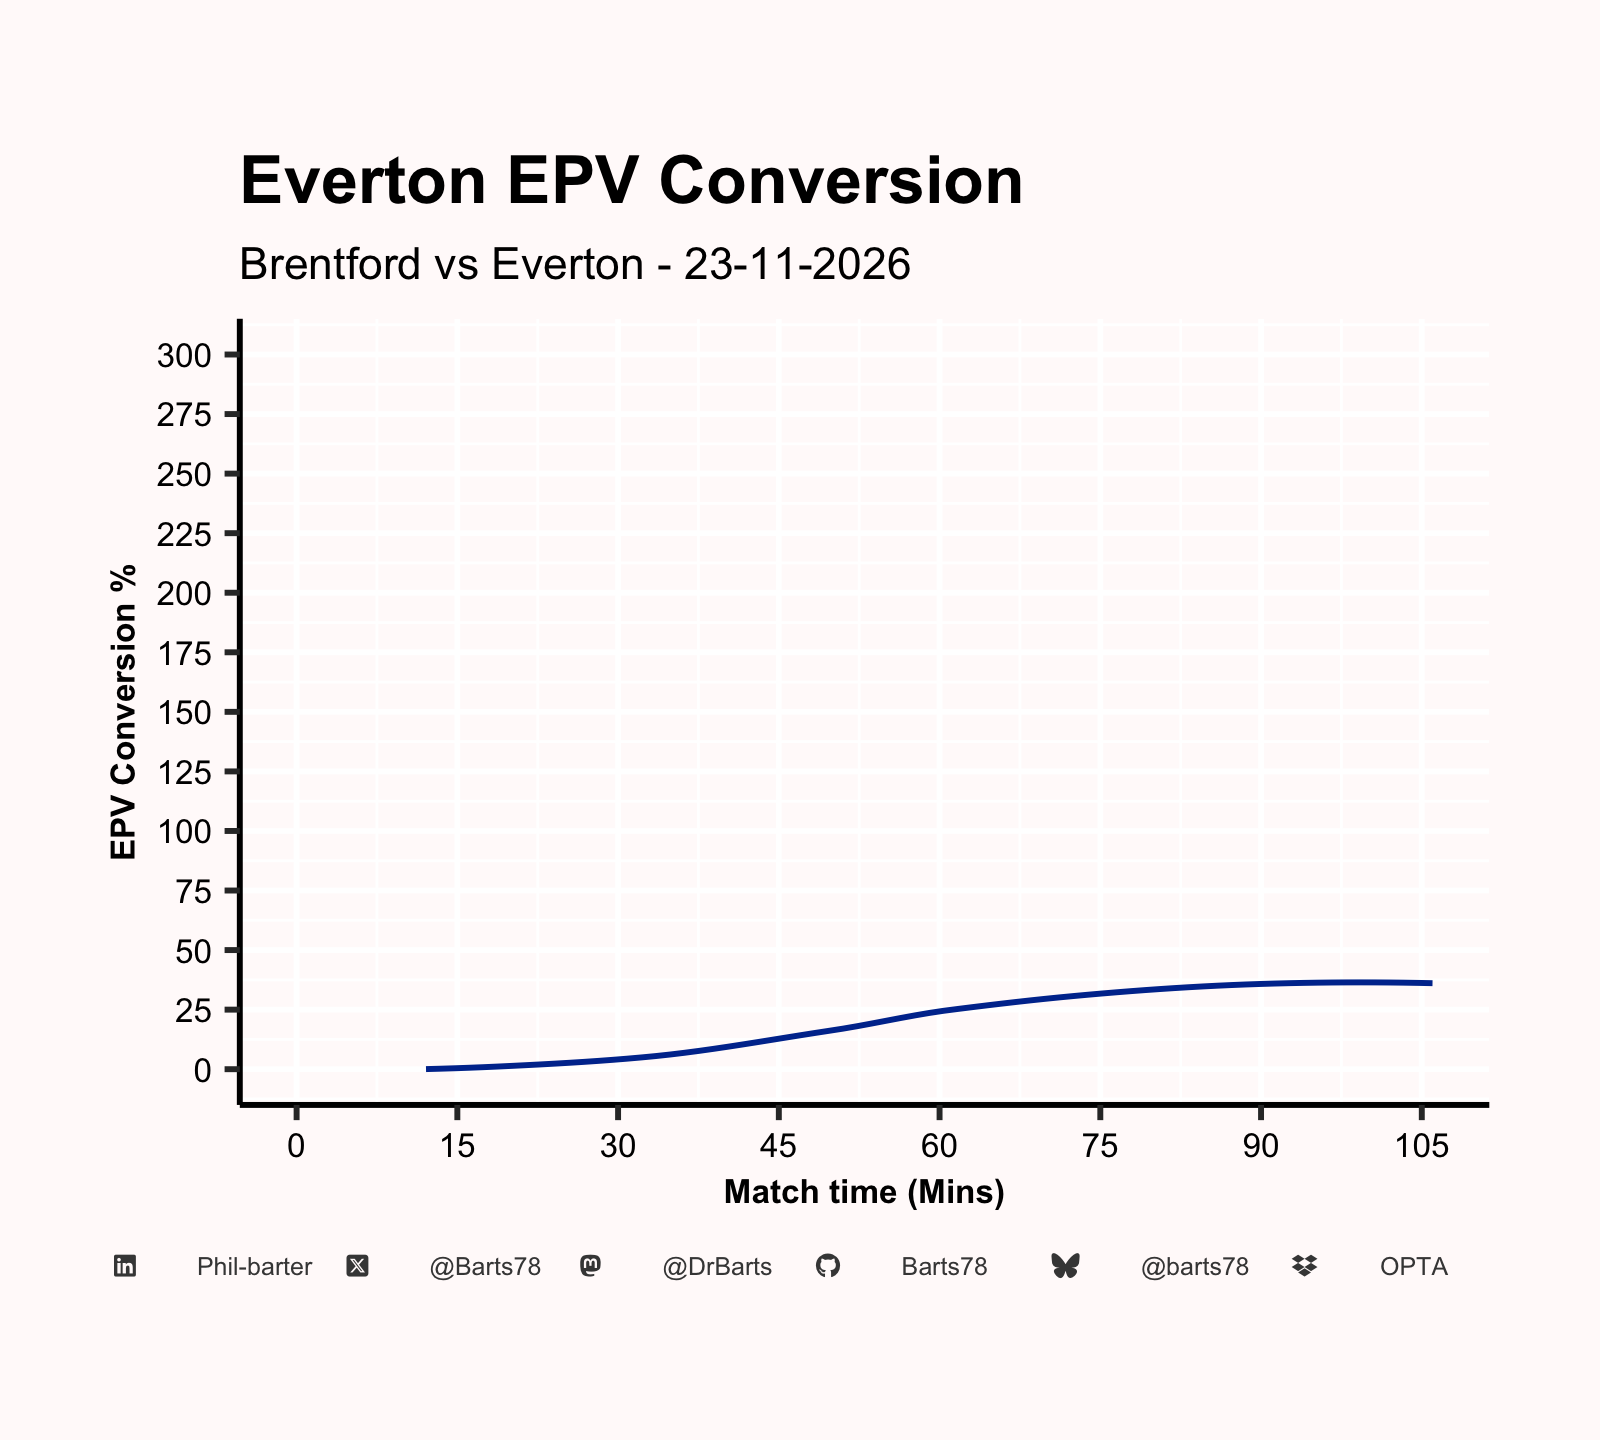 Everton EPV Conversion
Brentford vs Everton - 23-11-2026
EPV Conversion %
300
275
250
225
200
175
150
125
100
75
50
25
0
0 15 30 45 60 75 90 105
Match time (Mins)
Phil-barter @Barts78 @DrBarts Barts78 @barts78 OPTA